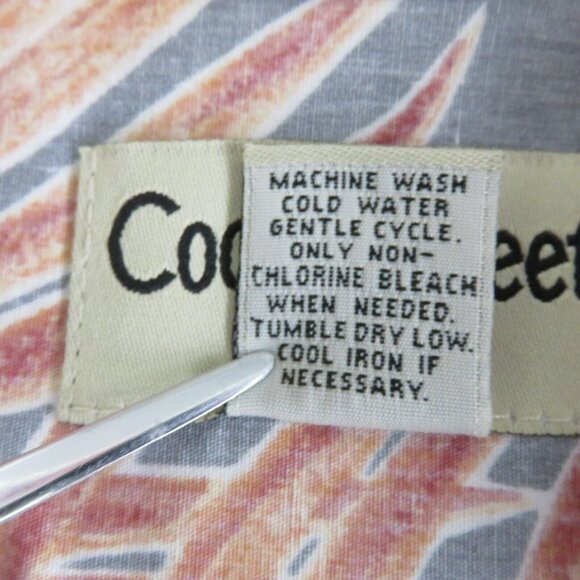 MACHINE WASH
COLD WATER
GENTLE CYCLE.
ONLY NON-
CHLORINE BLEACH
WHEN NEEDED.
TUMBLE DRY LOW.
COOL IRON IF
NECESSARY.